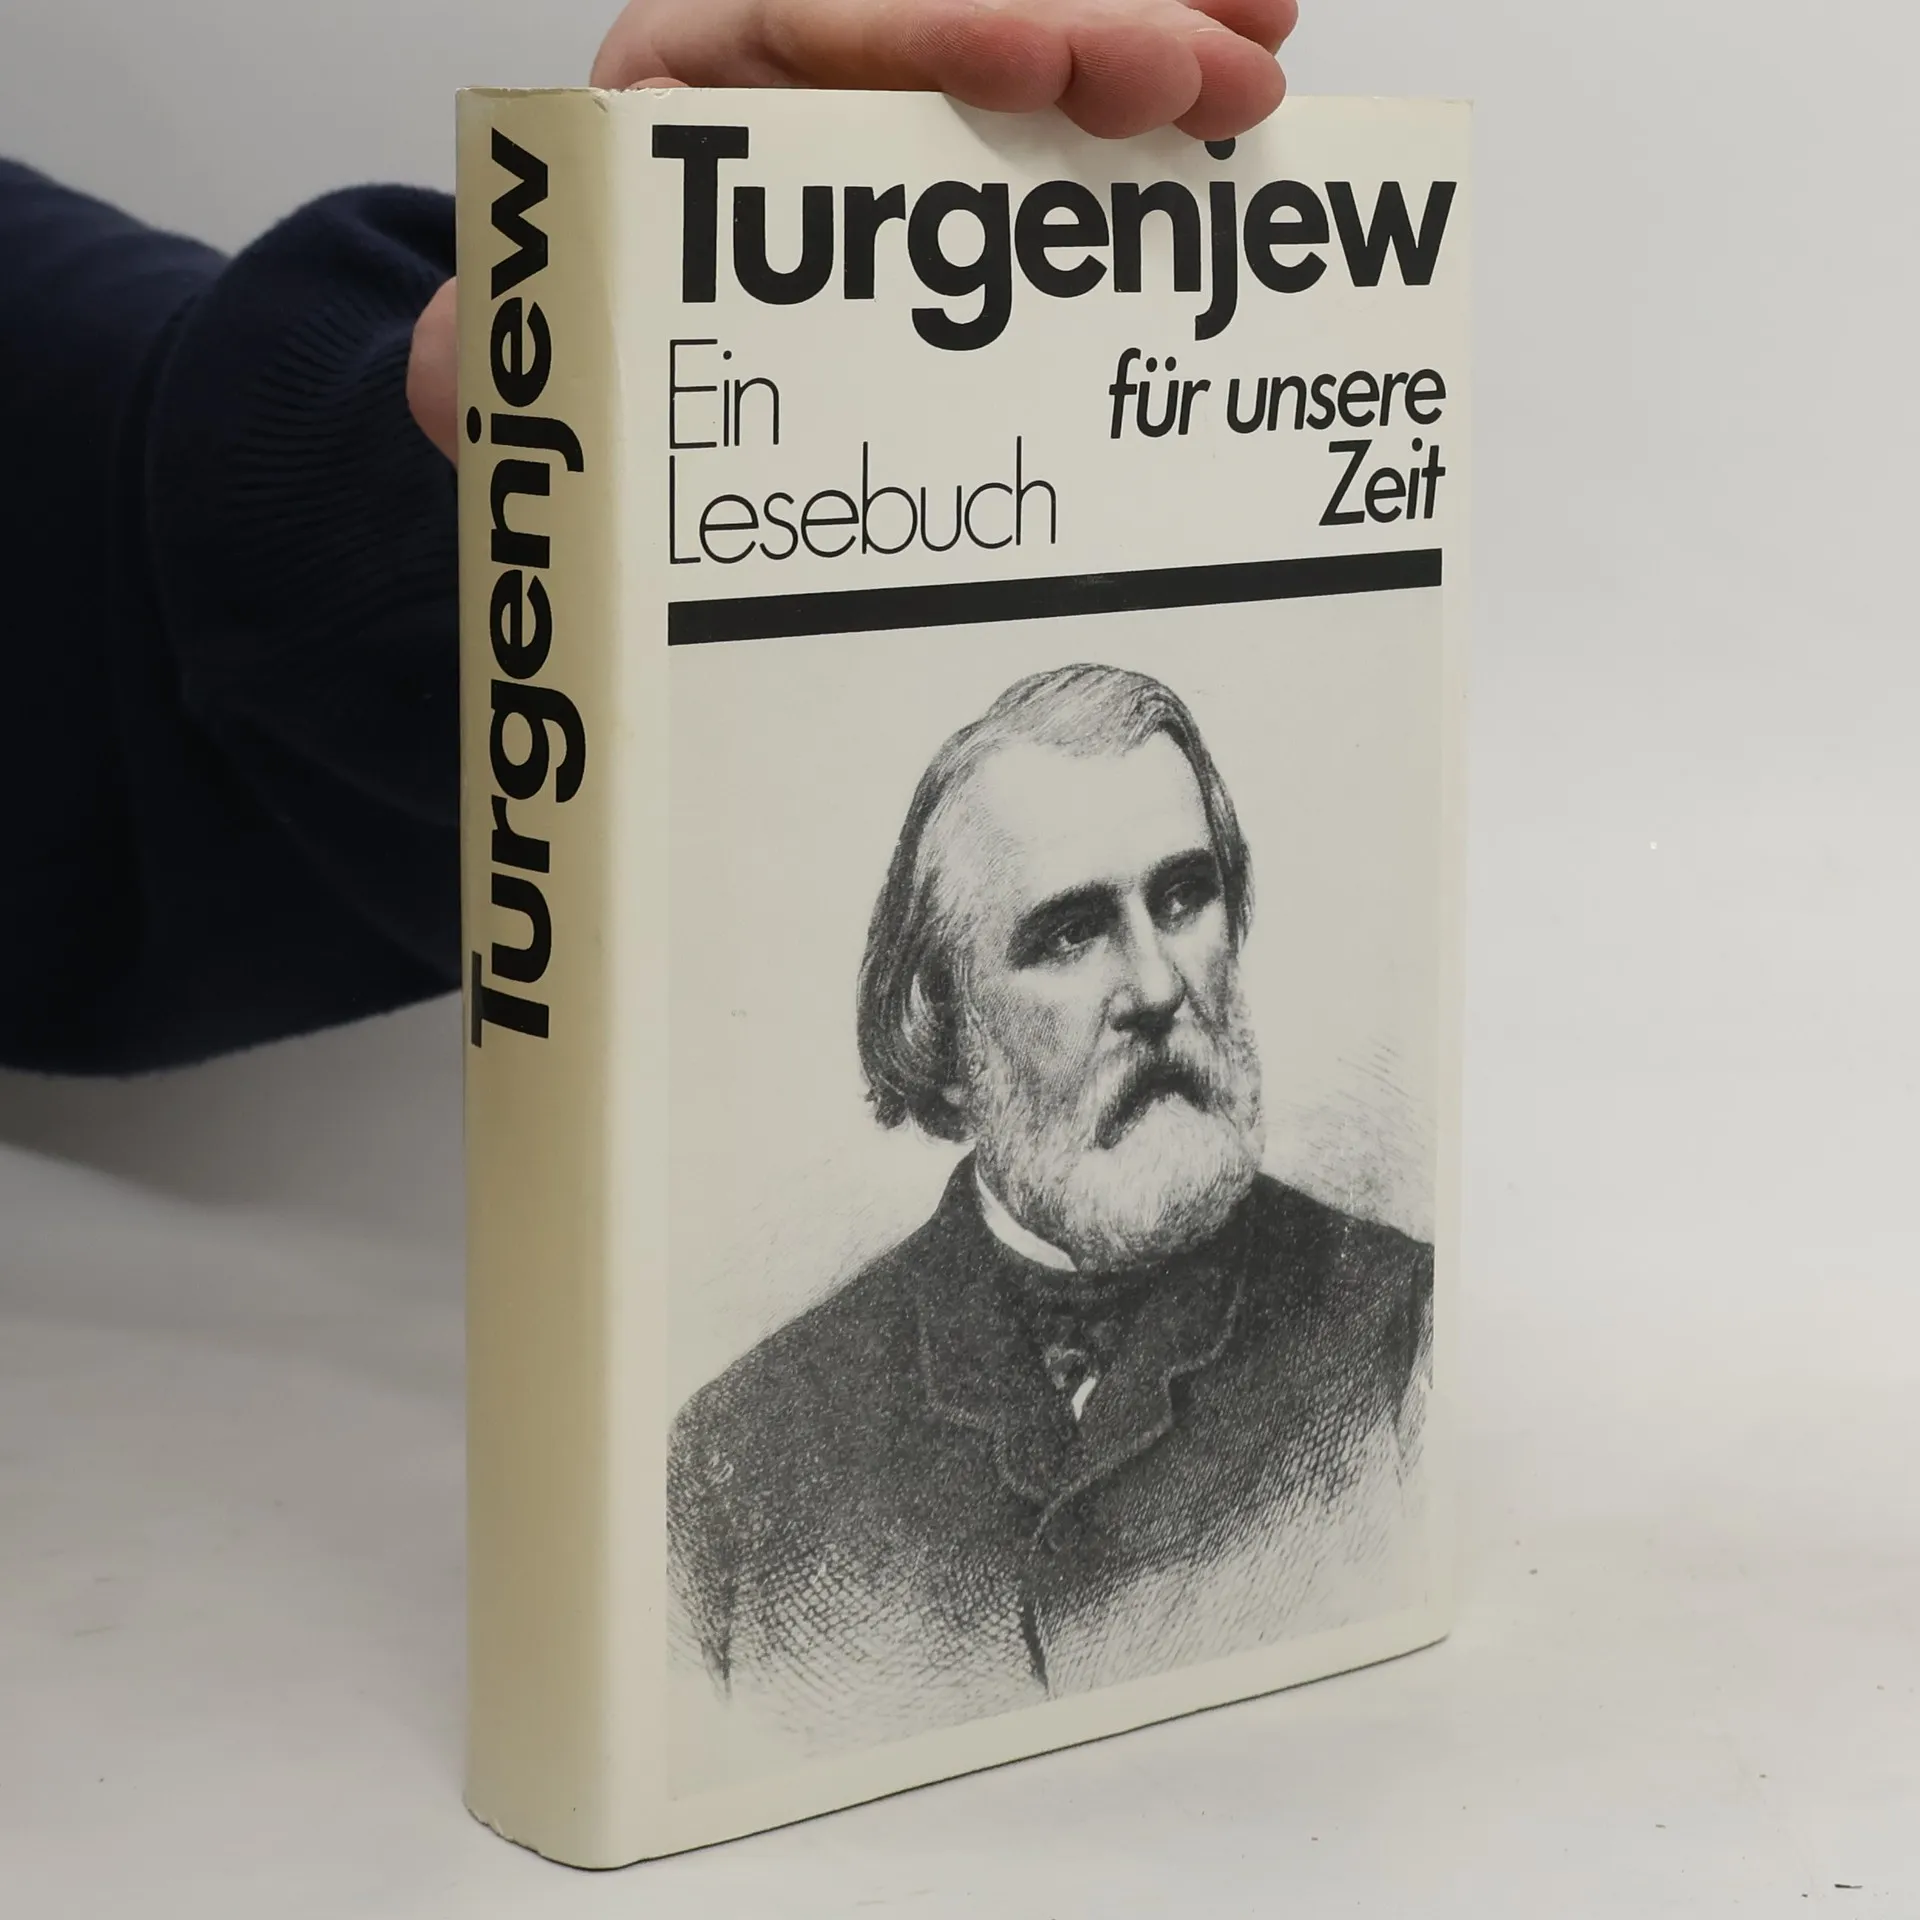 Turgenjew
Turgenjew
Ein
Lesebuch
für unsere
Zeit